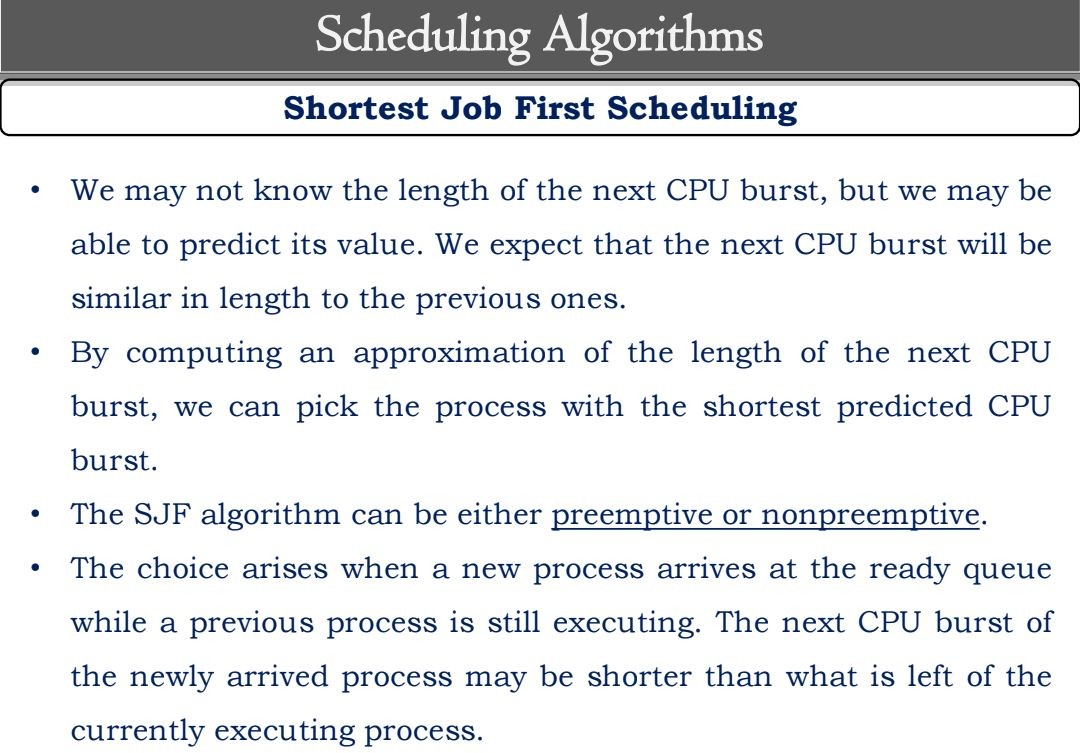 Scheduling Algorithms
Shortest Job First Scheduling
• We may not know the length of the next CPU burst, but we may be
able to predict its value. We expect that the next CPU burst will be
similar in length to the previous ones.
• By computing an approximation of the length of the next CPU
burst, we can pick the process with the shortest predicted CPU
burst.
• The SJF algorithm can be either preemptive or nonpreemptive.
• The choice arises when a new process arrives at the ready queue
while a previous process is still executing. The next CPU burst of
the newly arrived process may be shorter than what is left of the
currently executing process.